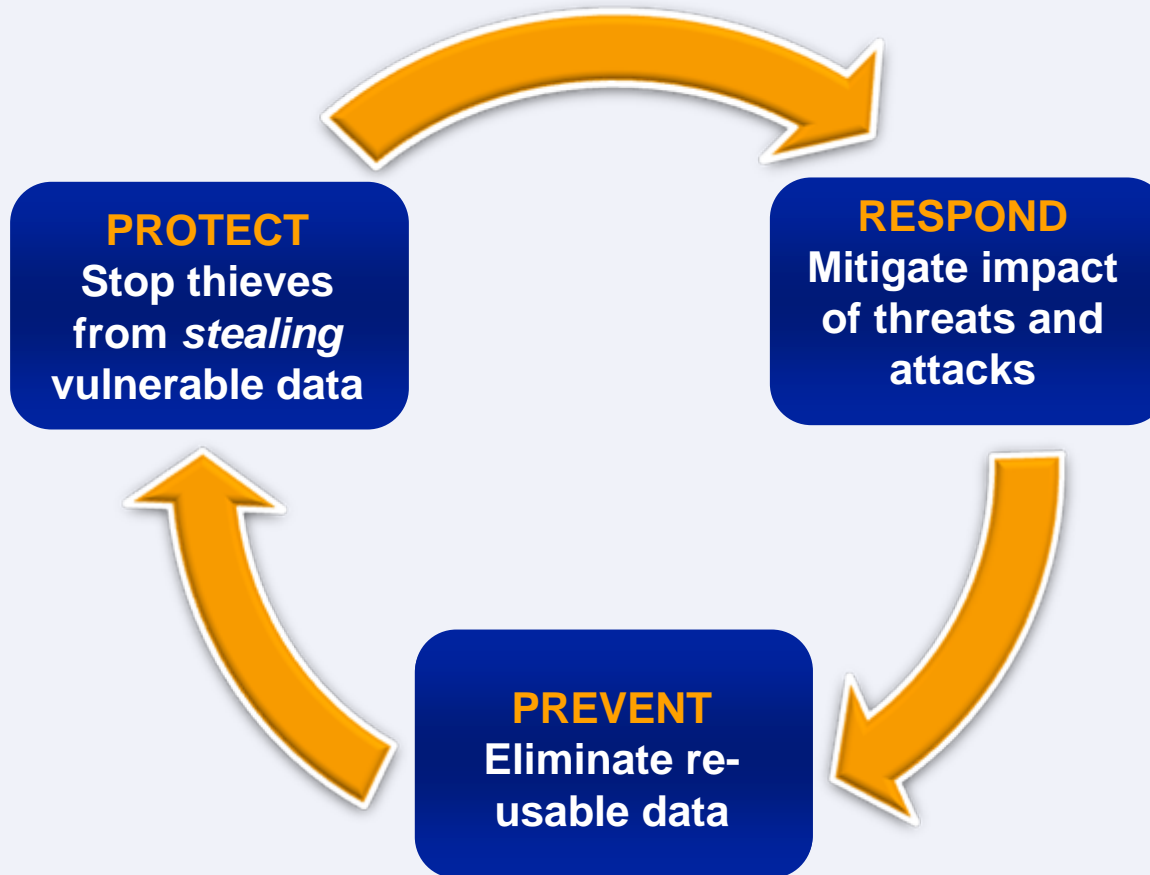 PROTECT
Stop thieves
from stealing
vulnerable data
RESPOND
Mitigate impact
of threats and
attacks
PREVENT
Eliminate re-
usable data